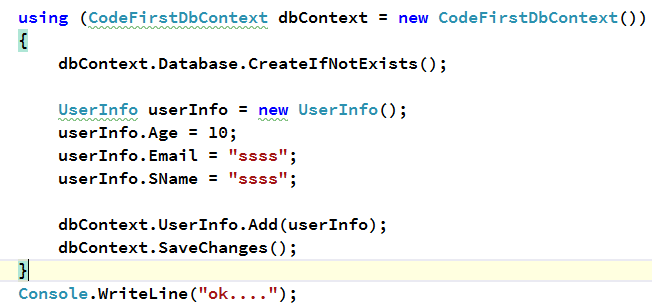 using (CodeFirstDbContext dbContext = new CodeFirstDbContext())
{
    dbContext.Database.CreateIfNotExists();
    UserInfo userInfo = new UserInfo();
    userInfo.Age = 10;
    userInfo.Email = "ssss";
    userInfo.SName = "ssss";
    dbContext.UserInfo.Add(userInfo);
    dbContext.SaveChanges();
}
Console.WriteLine("ok....");